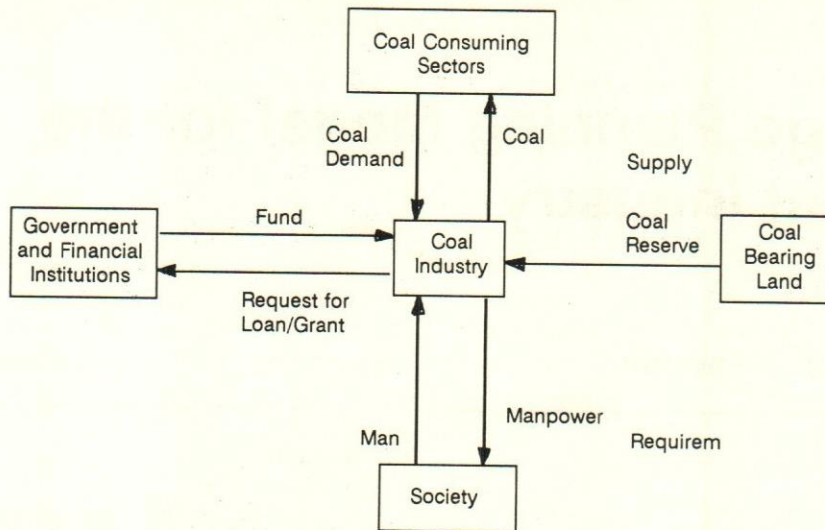 Coal Consuming
Sectors
Coal
Demand
Coal
Supply
Government
and Financial
Institutions
Fund
Coal
Industry
Coal
Reserve
Coal
Bearing
Land
Request for
Loan/Grant
Man
Manpower
Requirem
Society